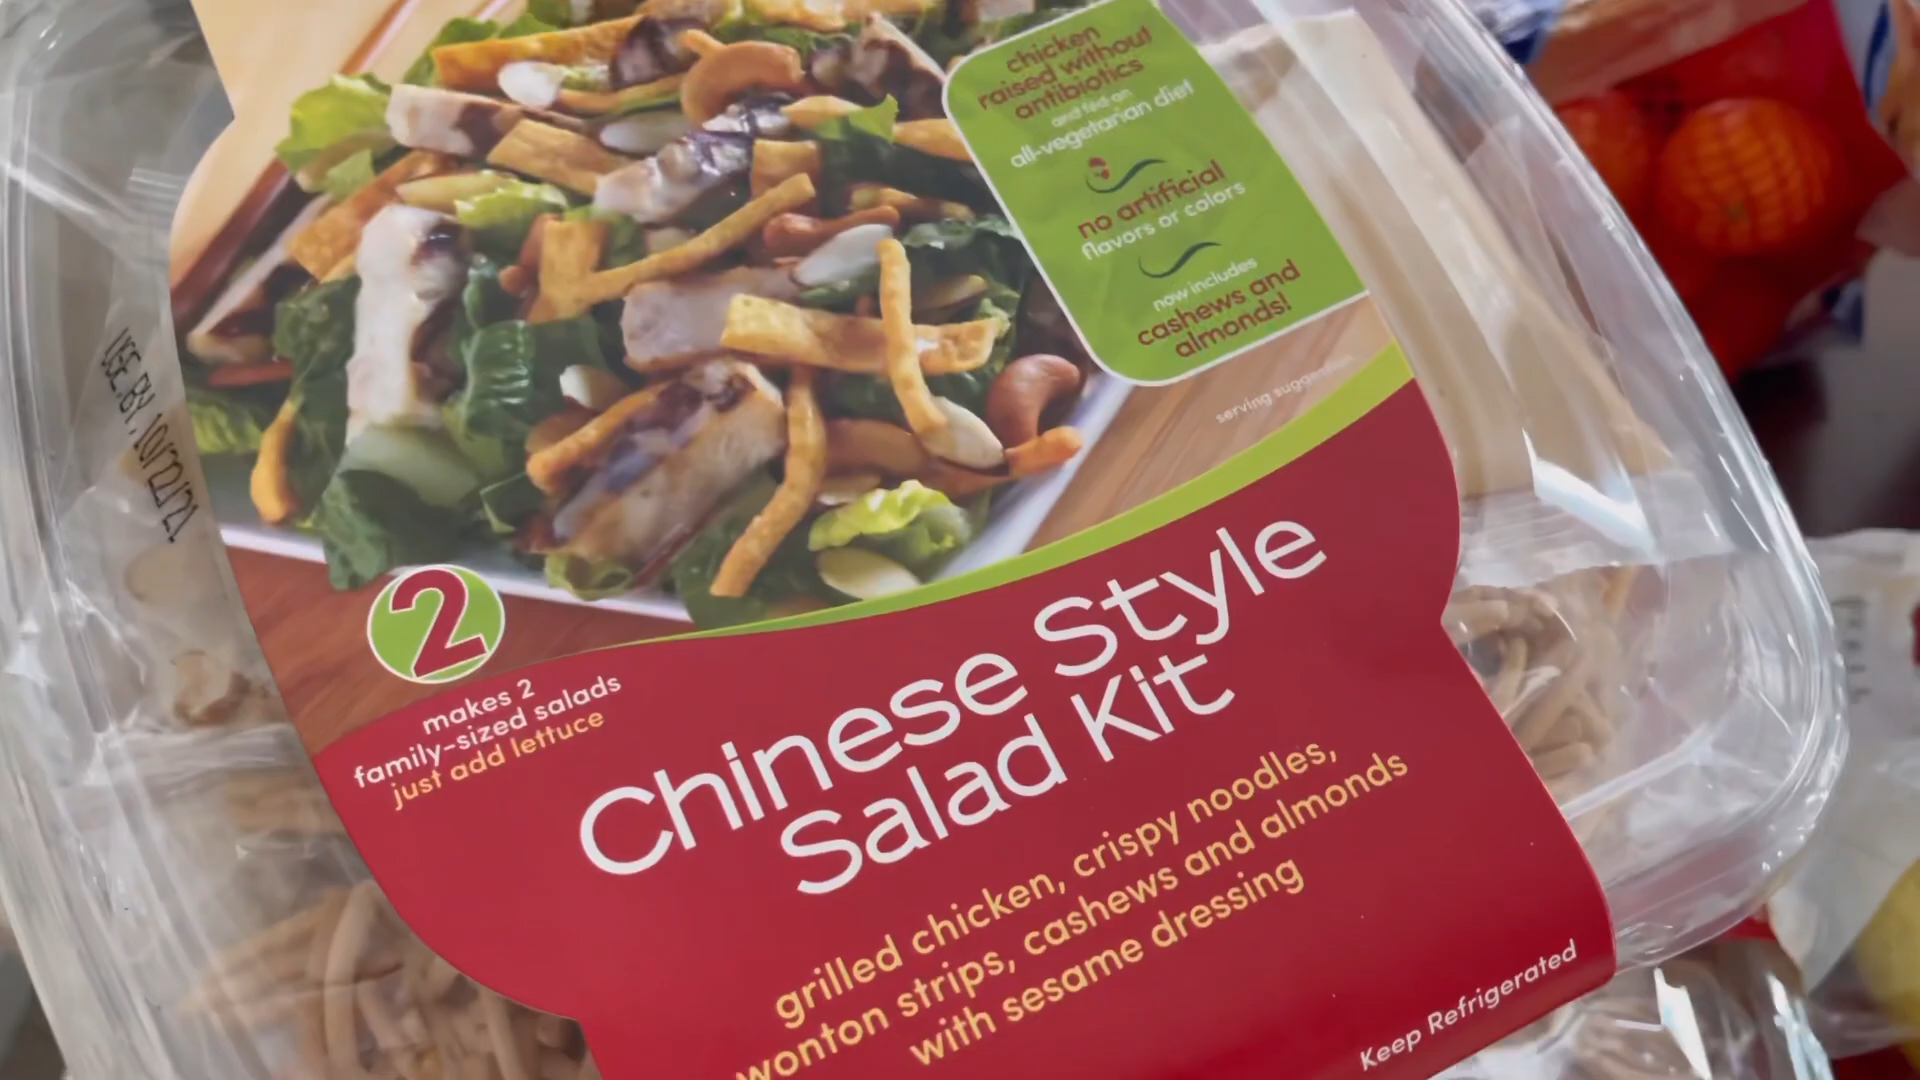 chicken
raised without
antibiotics
and fed an
all-vegetarian diet
no artificial
flavors or colors
now includes
cashews and
almonds!
serving suggestion
USE BY 10/22/21
2
makes 2
family-sized salads
just add lettuce
Chinese Style
Salad Kit
grilled chicken, crispy noodles,
wonton strips, cashews and almonds
with sesame dressing
Keep Refrigerated